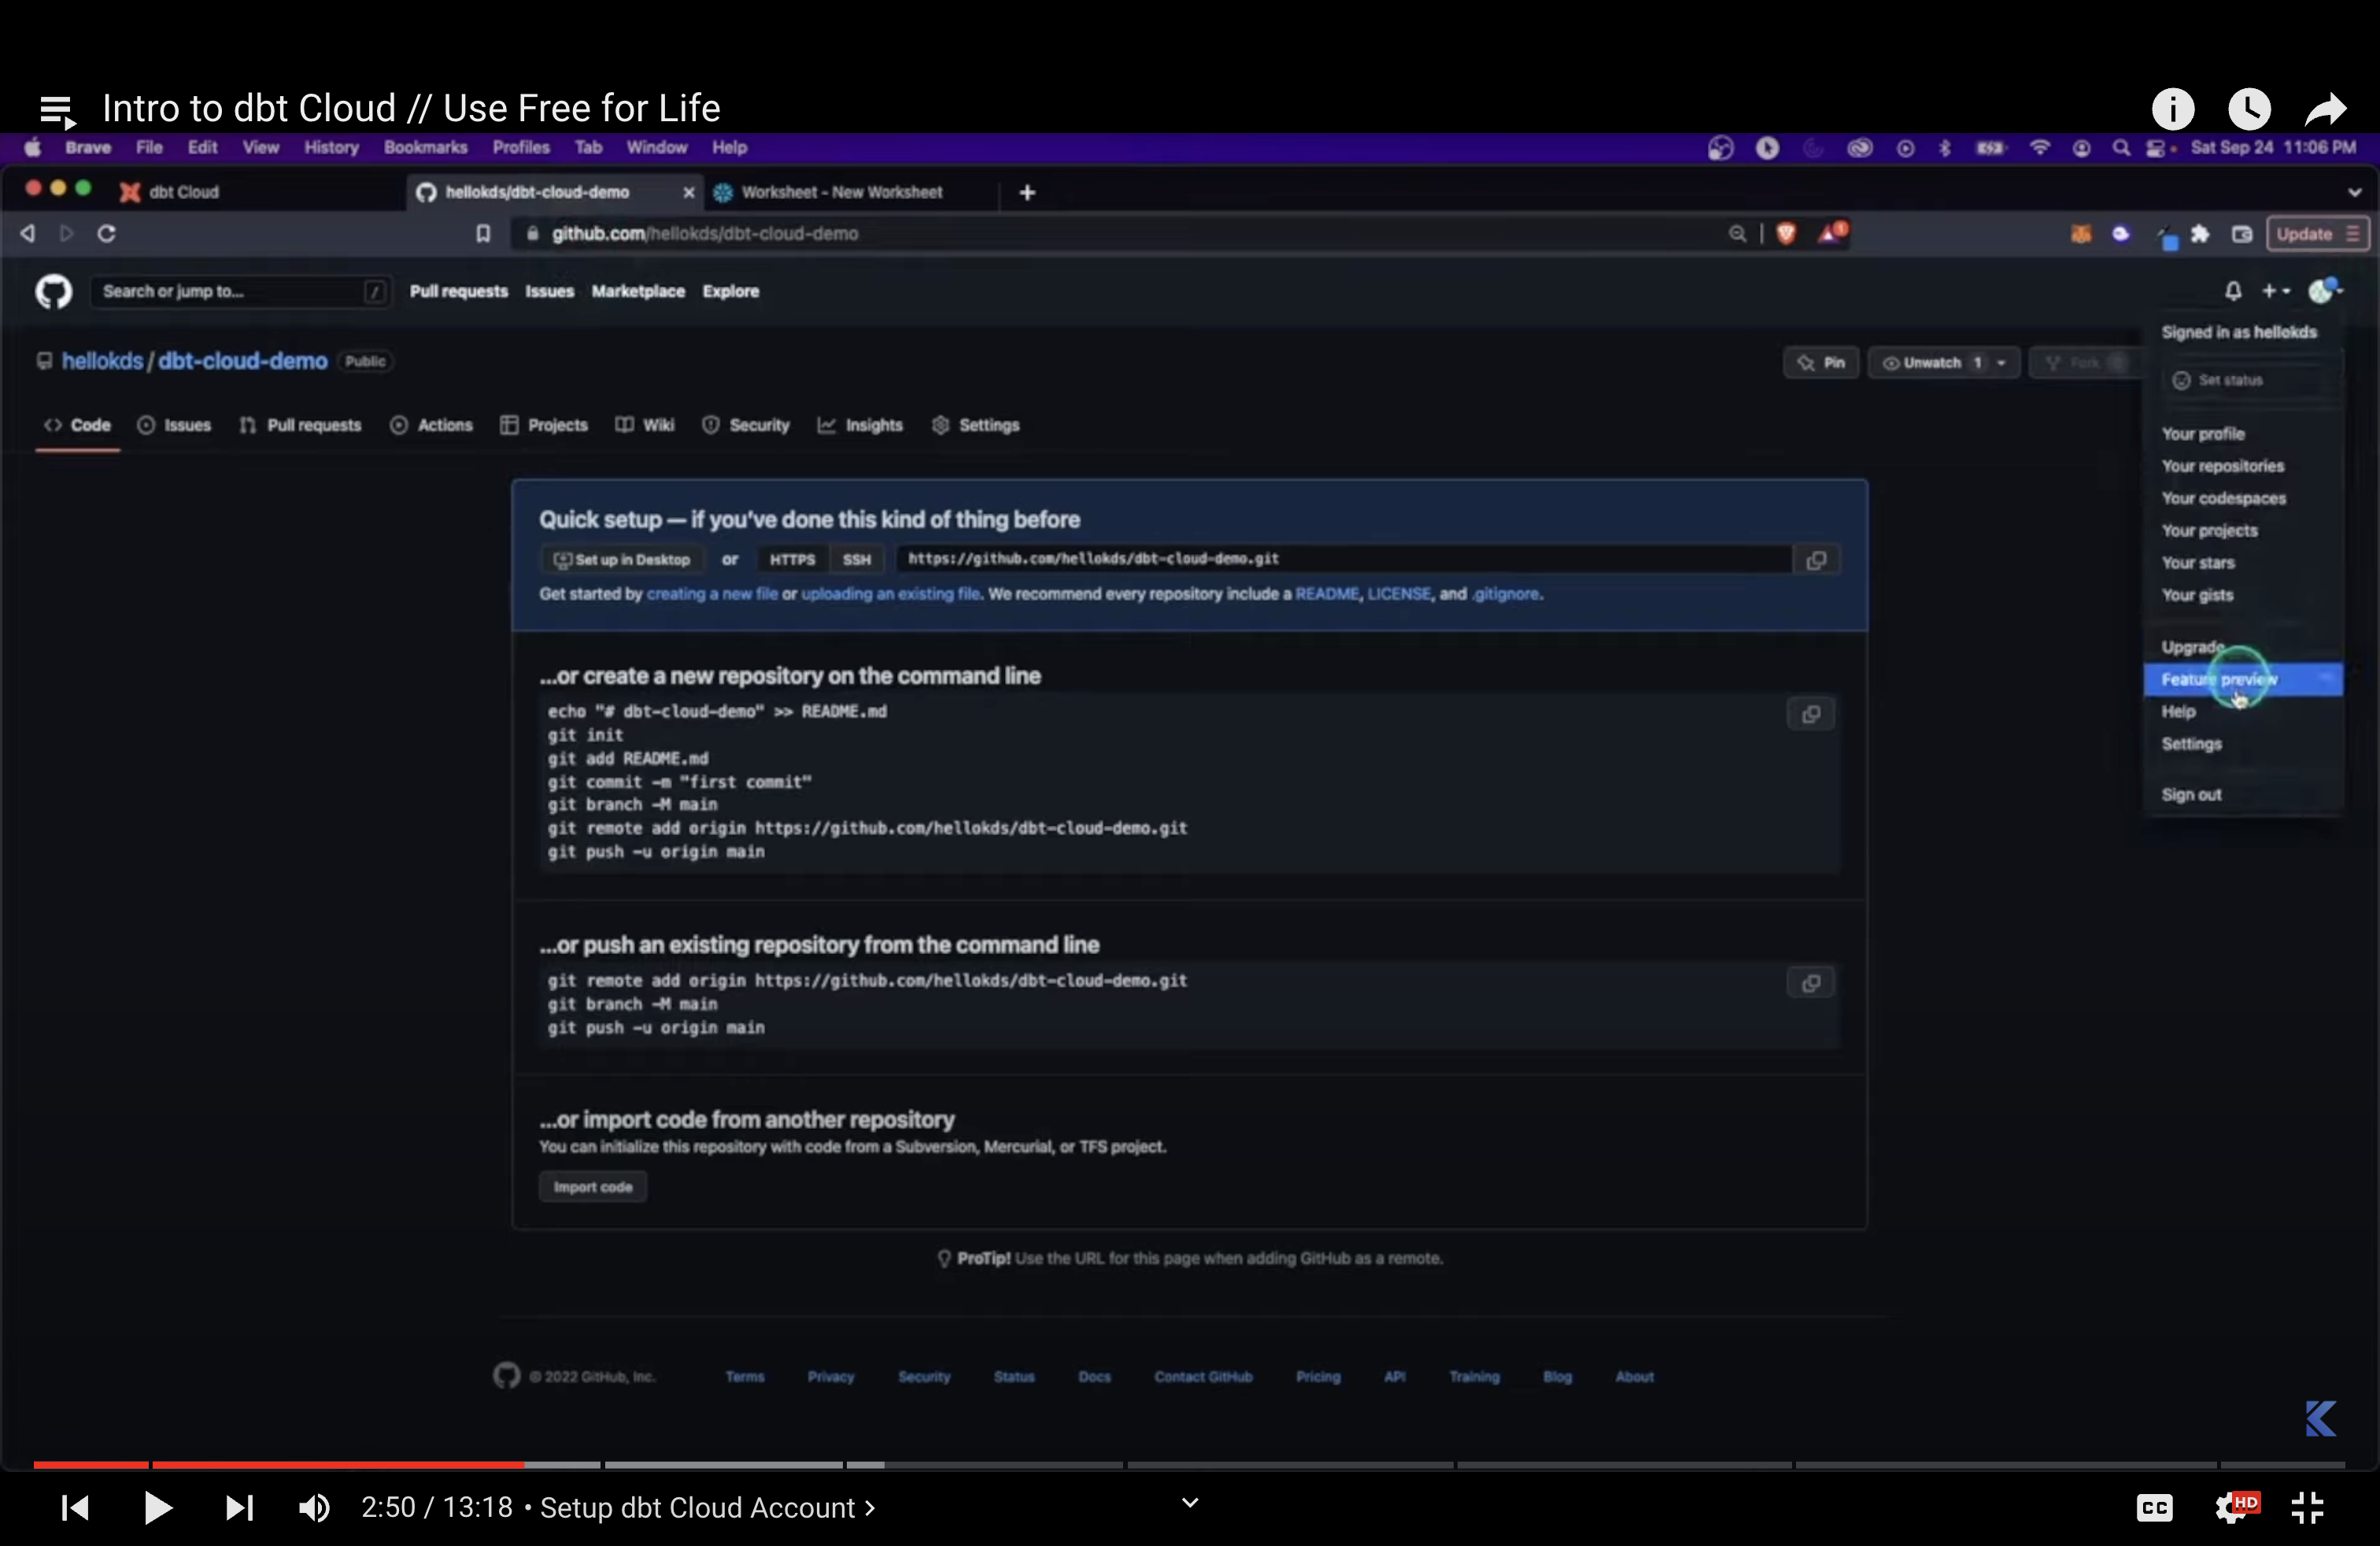 Intro to dbt Cloud // Use Free for Life
Brave File Edit View History Bookmarks Profiles Tab Window Help Sat Sep 24 11:06 PM
dbt Cloud hellokds/dbt-cloud-demo Worksheet - New Worksheet
github.com/hellokds/dbt-cloud-demo 1 Update
Search or jump to... / Pull requests Issues Marketplace Explore
Signed in as hellokds
hellokds / dbt-cloud-demo Public Pin Unwatch 1 Fork
Set status
Code Issues Pull requests Actions Projects Wiki Security Insights Settings
Your profile
Your repositories
Your codespaces
Your projects
Your stars
Your gists
Upgrade
Feature preview
Help
Settings
Sign out
Quick setup — if you've done this kind of thing before
Set up in Desktop or HTTPS SSH https://github.com/hellokds/dbt-cloud-demo.git
Get started by creating a new file or uploading an existing file. We recommend every repository include a README, LICENSE, and .gitignore.
...or create a new repository on the command line
echo "# dbt-cloud-demo" >> README.md
git init
git add README.md
git commit -m "first commit"
git branch -M main
git remote add origin https://github.com/hellokds/dbt-cloud-demo.git
git push -u origin main
...or push an existing repository from the command line
git remote add origin https://github.com/hellokds/dbt-cloud-demo.git
git branch -M main
git push -u origin main
...or import code from another repository
You can initialize this repository with code from a Subversion, Mercurial, or TFS project.
Import code
ProTip! Use the URL for this page when adding GitHub as a remote.
© 2022 GitHub, Inc. Terms Privacy Security Status Docs Contact GitHub Pricing API Training Blog About
2:50 / 13:18 • Setup dbt Cloud Account > CC HD